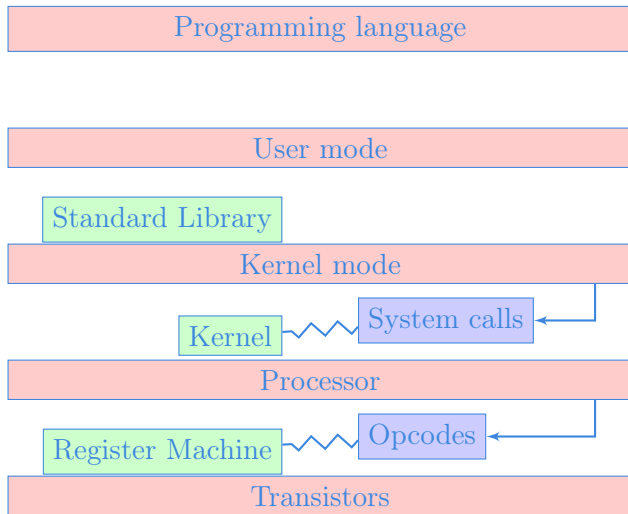 Programming language
User mode
Standard Library
Kernel mode
System calls
Kernel
Processor
Opcodes
Register Machine
Transistors